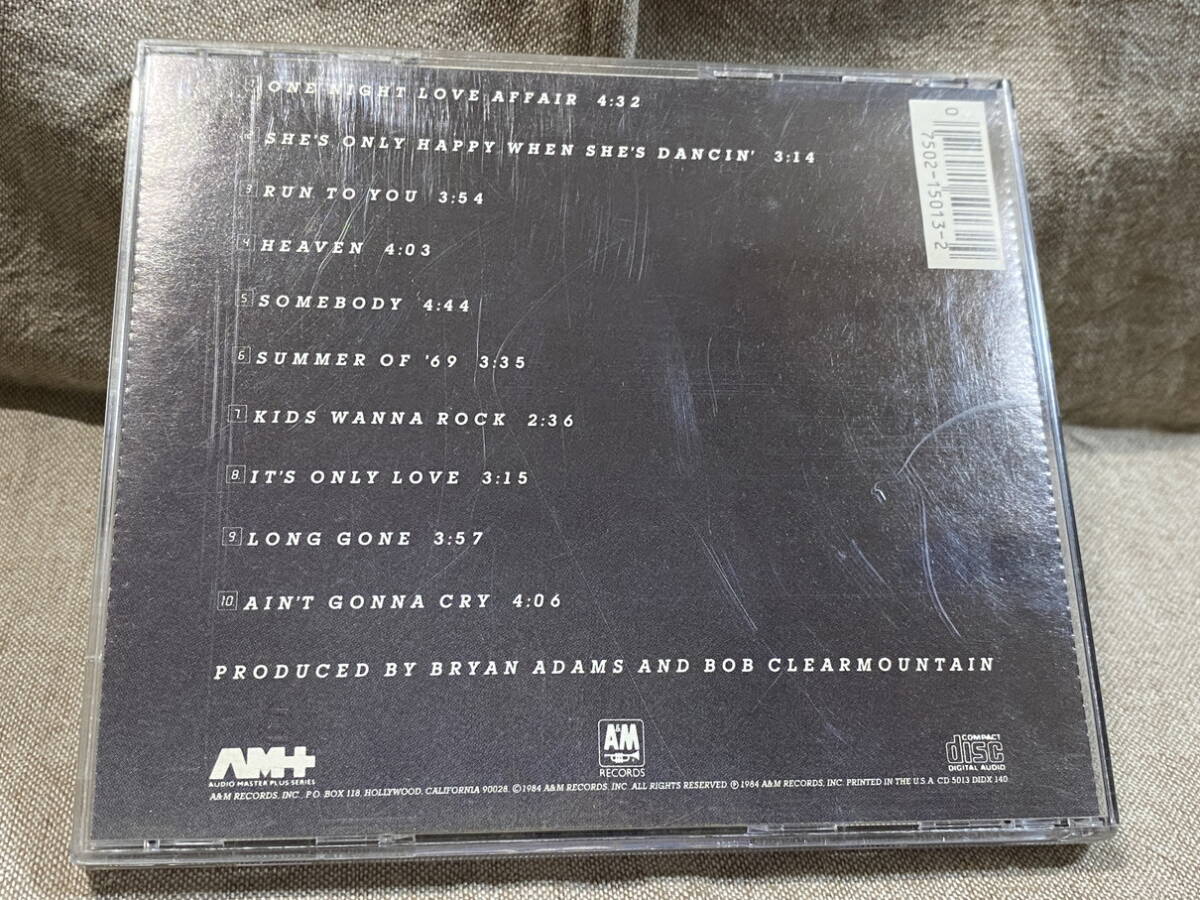 ONE NIGHT LOVE AFFAIR 4:32
SHE'S ONLY HAPPY WHEN SHE'S DANCIN' 3:14
3 RUN TO YOU 3:54
4 HEAVEN 4:03
5 SOMEBODY 4:44
6 SUMMER OF '69 3:35
7 KIDS WANNA ROCK 2:36
8. IT'S ONLY LOVE 3:15
9. LONG GONE 3:57
10 AIN'T GONNA CRY 4:06
0 7502-15013-2
PRODUCED BY BRYAN ADAMS AND BOB CLEARMOUNTAIN
AM+
AUDIO MASTER PLUS SERIES
A&M
RECORDS
COMPACT
disc
DIGITAL AUDIO
A&M RECORDS, INC., P.O. BOX 118, HOLLYWOOD, CALIFORNIA 90028. ©1984 A&M RECORDS, INC. ALL RIGHTS RESERVED. ℗1984 A&M RECORDS, INC. PRINTED IN THE U.S.A. CD 5013 DIDX 140